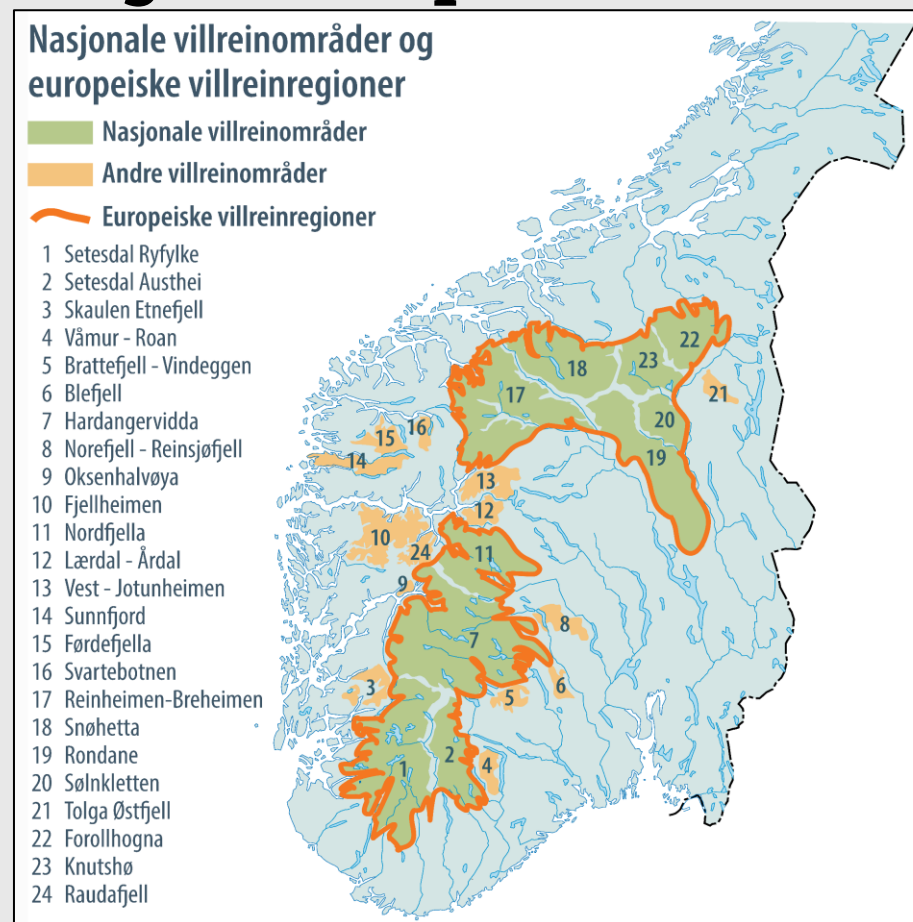 Nasjonale villreinområder og
europeiske villreinregioner
Nasjonale villreinområder
Andre villreinområder
Europeiske villreinregioner
1 Setesdal Ryfylke
2 Setesdal Austhei
3 Skaulen Etnefjell
4 Våmur - Roan
5 Brattefjell - Vindeggen
6 Blefjell
7 Hardangervidda
8 Norefjell - Reinsjøfjell
9 Oksenhalvøya
10 Fjellheimen
11 Nordfjella
12 Lærdal - Årdal
13 Vest - Jotunheimen
14 Sunnfjord
15 Førdefjella
16 Svartebotnen
17 Reinheimen-Breheimen
18 Snøhetta
19 Rondane
20 Sølnkletten
21 Tolga Østfjell
22 Forollhogna
23 Knutshø
24 Raudafjell
22
23
18
17
21
20
16
15
19
14
13
12
10
24
11
9
8
7
6
3
5
2
4
1